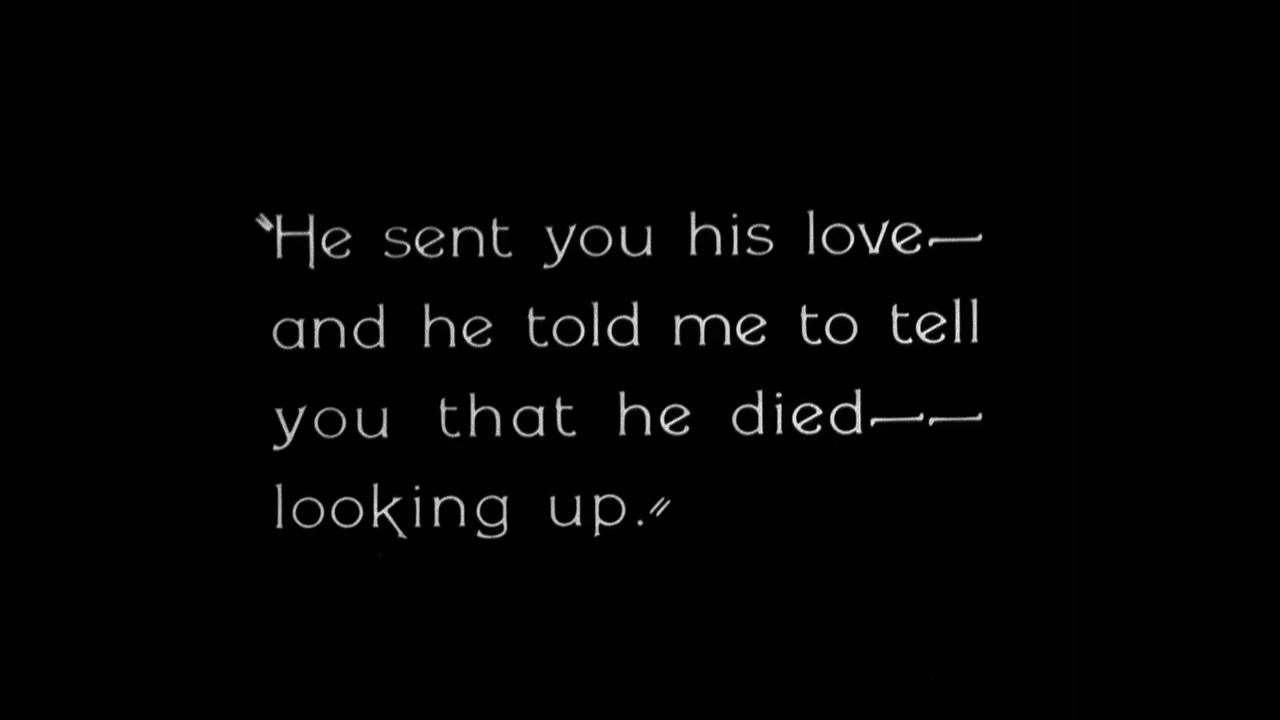 "He sent you his love—
and he told me to tell
you that he died——
looking up."